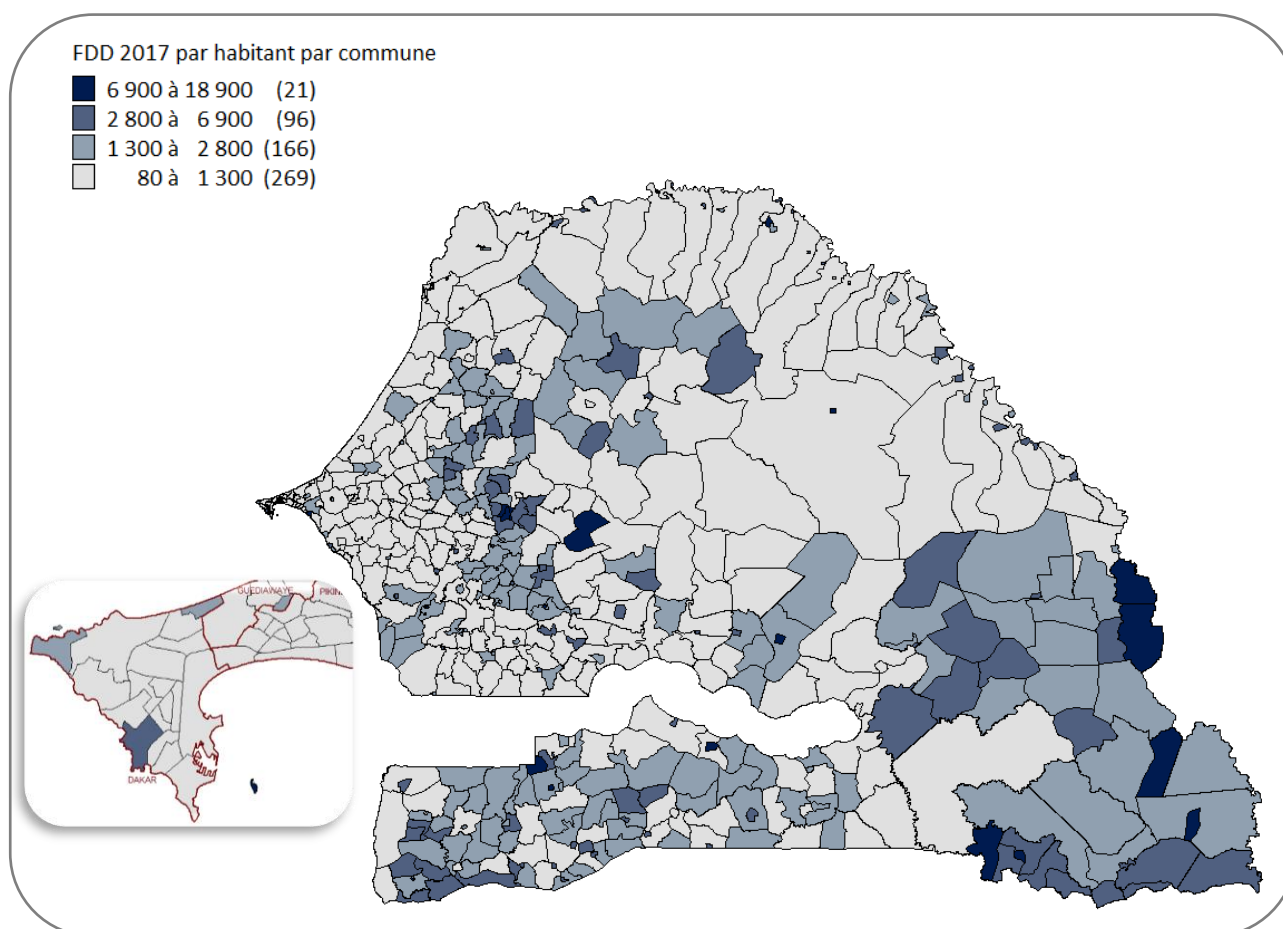 FDD 2017 par habitant par commune
6 900 à 18 900 (21)
2 800 à 6 900 (96)
1 300 à 2 800 (166)
80 à 1 300 (269)
GUEDIAWAYE
PIKIN
DAKAR